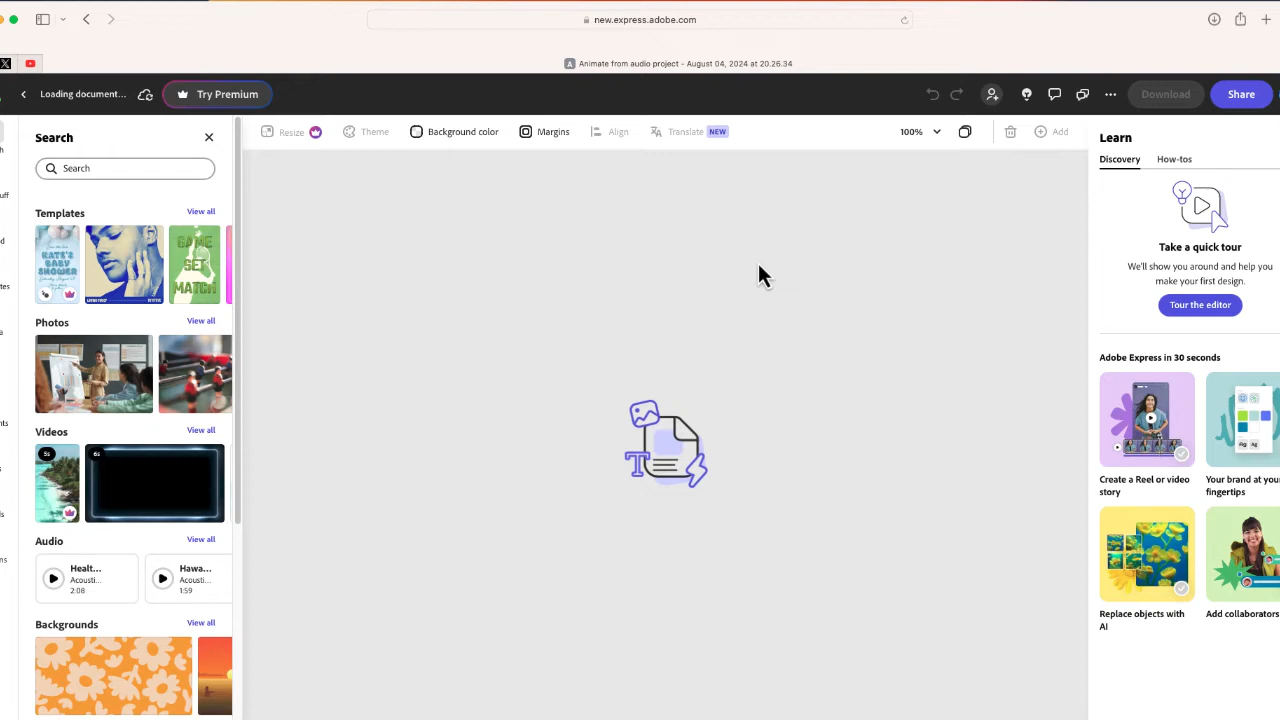 new.express.adobe.com
Animate from audio project - August 04, 2024 at 20.26.34
Loading document...
Try Premium
Download
Share
Resize
Theme
Background color
Margins
Align
Translate NEW
100%
Add
Search
Search
Templates View all
KATE'S
BABY
SHOWER
GAME
SET
MATCH
Photos View all
Videos View all
5s
6s
Audio View all
Healt...
Acousti...
2:08
Hawa...
Acousti...
1:59
Backgrounds View all
Learn
Discovery How-tos
Take a quick tour
We'll show you around and help you
make your first design.
Tour the editor
Adobe Express in 30 seconds
Create a Reel or video
story
Your brand at your
fingertips
Replace objects with
AI
Add collaborators